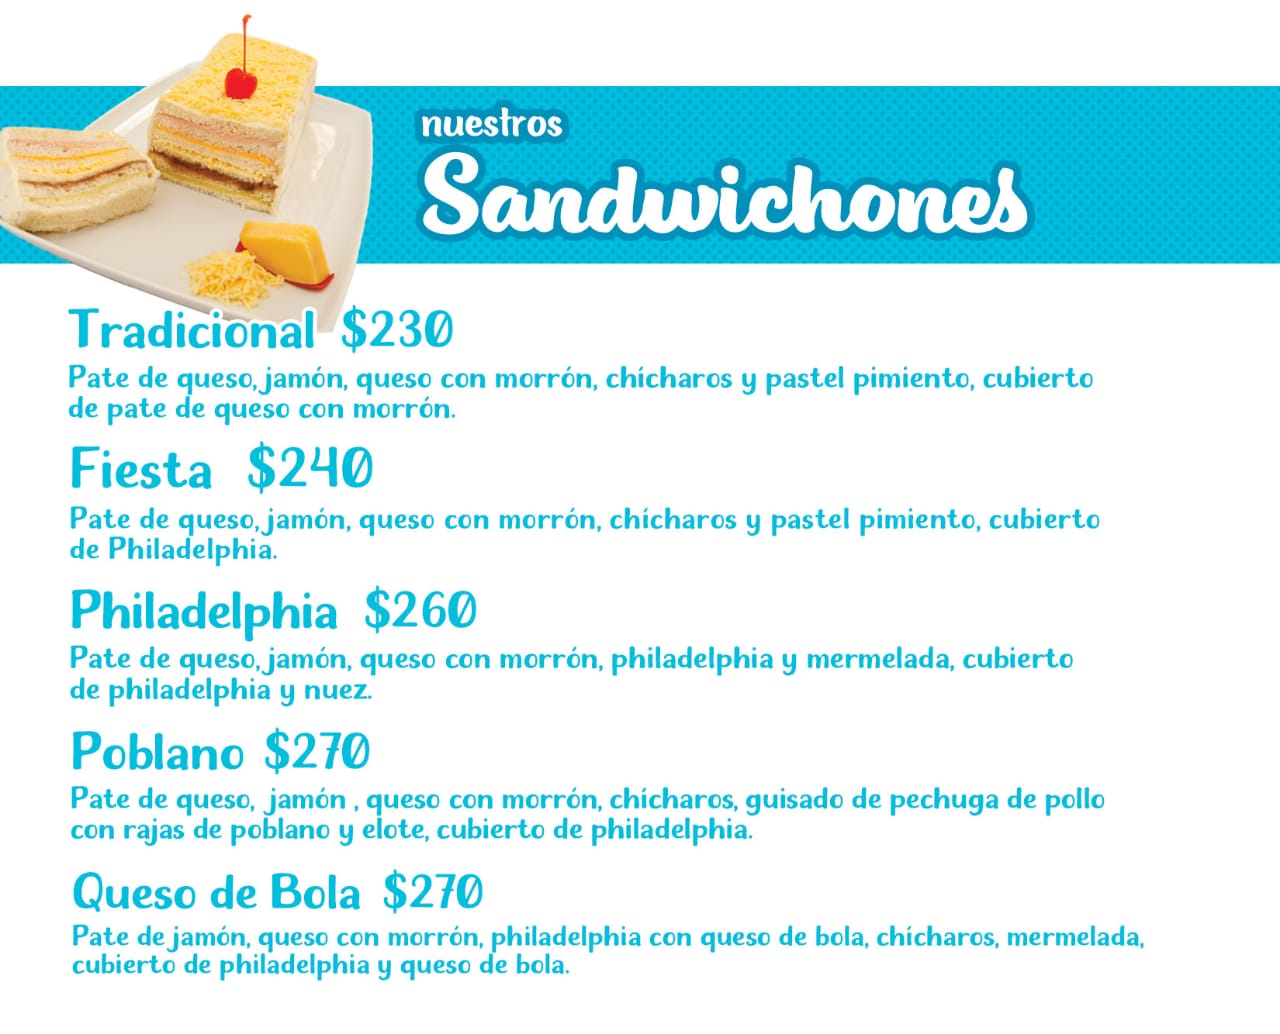 nuestros
Sandwichones
Tradicional $230
Pate de queso, jamón, queso con morrón, chícharos y pastel pimiento, cubierto
de pate de queso con morrón.
Fiesta $240
Pate de queso, jamón, queso con morrón, chícharos y pastel pimiento, cubierto
de Philadelphia.
Philadelphia $260
Pate de queso, jamón, queso con morrón, philadelphia y mermelada, cubierto
de philadelphia y nuez.
Poblano $270
Pate de queso, jamón , queso con morrón, chícharos, guisado de pechuga de pollo
con rajas de poblano y elote, cubierto de philadelphia.
Queso de Bola $270
Pate de jamón, queso con morrón, philadelphia con queso de bola, chícharos, mermelada,
cubierto de philadelphia y queso de bola.